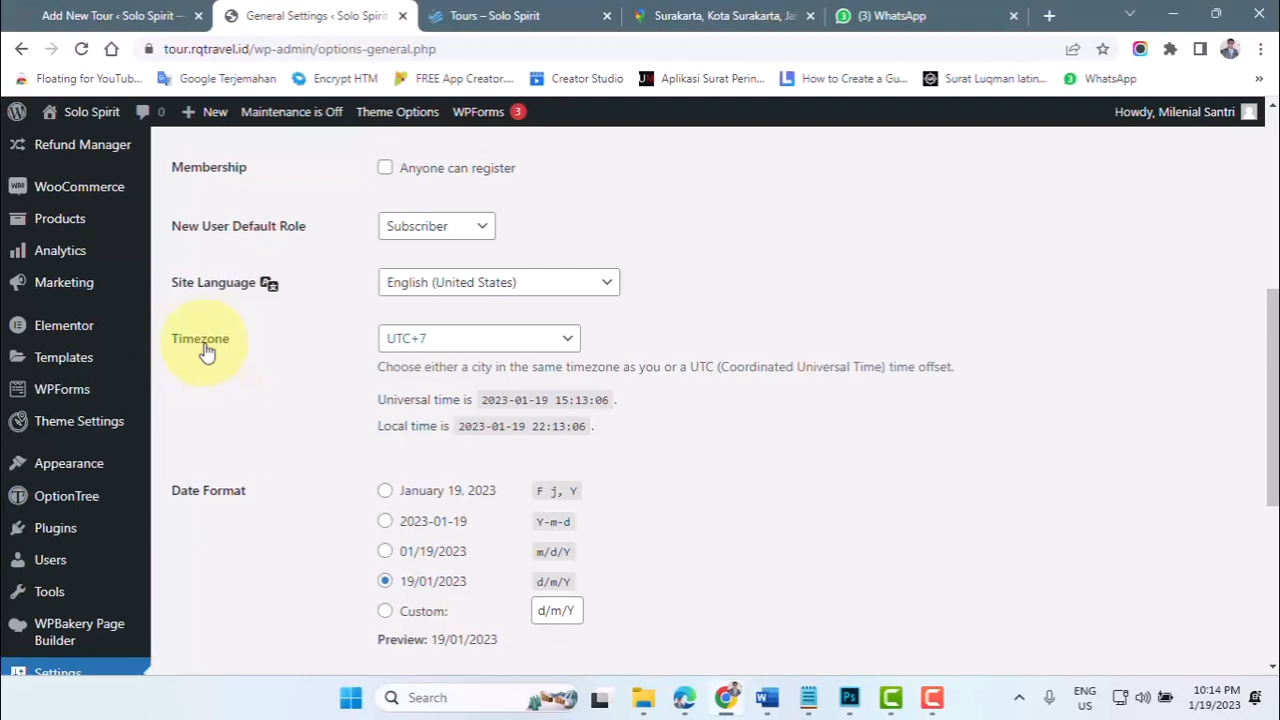 Add New Tour ‹ Solo Spirit —
General Settings ‹ Solo Spirit
Tours – Solo Spirit
Surakarta, Kota Surakarta, Ja
(3) WhatsApp
tour.rqtravel.id/wp-admin/options-general.php
Floating for YouTub...
Google Terjemahan
Encrypt HTM
FREE App Creator....
Creator Studio
Aplikasi Surat Perin...
How to Create a Gu...
Surat Luqman latin...
WhatsApp
»
Solo Spirit
0
New
Maintenance is Off
Theme Options
WPForms
3
Howdy, Milenial Santri
Refund Manager
WooCommerce
Products
Analytics
Marketing
Elementor
Templates
WPForms
Theme Settings
Appearance
OptionTree
Plugins
Users
Tools
WPBakery Page
Builder
Settings
Membership
Anyone can register
New User Default Role
Subscriber
Site Language
English (United States)
Timezone
UTC+7
Choose either a city in the same timezone as you or a UTC (Coordinated Universal Time) time offset.
Universal time is 2023-01-19 15:13:06 .
Local time is 2023-01-19 22:13:06 .
Date Format
January 19, 2023 F j, Y
2023-01-19 Y-m-d
01/19/2023 m/d/Y
19/01/2023 d/m/Y
Custom: d/m/Y
Preview: 19/01/2023
Search
ENG
US
10:14 PM
1/19/2023